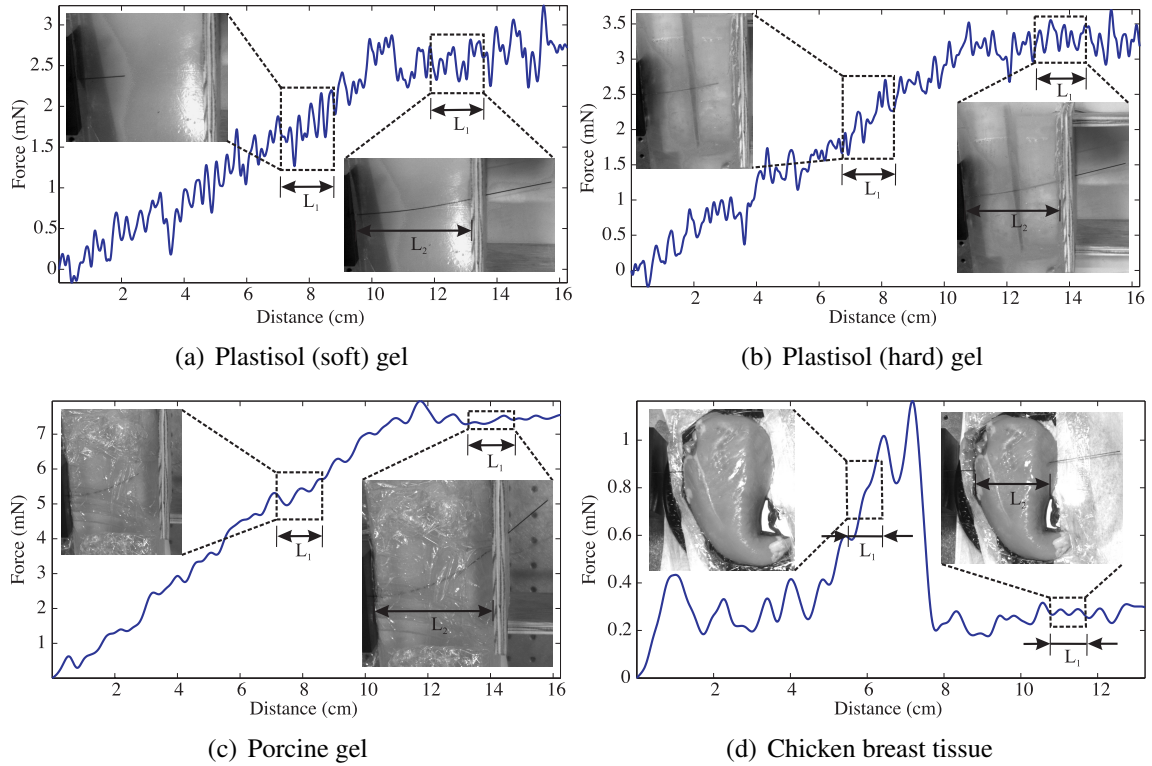 3
2.5
2
1.5
1
0.5
0
Force (mN)
L1
L1
L2
2 4 6 8 10 12 14 16
Distance (cm)
(a) Plastisol (soft) gel
3.5
3
2.5
2
1.5
1
0.5
0
Force (mN)
L1
L1
L2
2 4 6 8 10 12 14 16
Distance (cm)
(b) Plastisol (hard) gel
7
6
5
4
3
2
1
Force (mN)
L1
L1
L2
2 4 6 8 10 12 14 16
Distance (cm)
(c) Porcine gel
1
0.8
0.6
0.4
0.2
0
Force (mN)
L1
L2
L1
2 4 6 8 10 12
Distance (cm)
(d) Chicken breast tissue